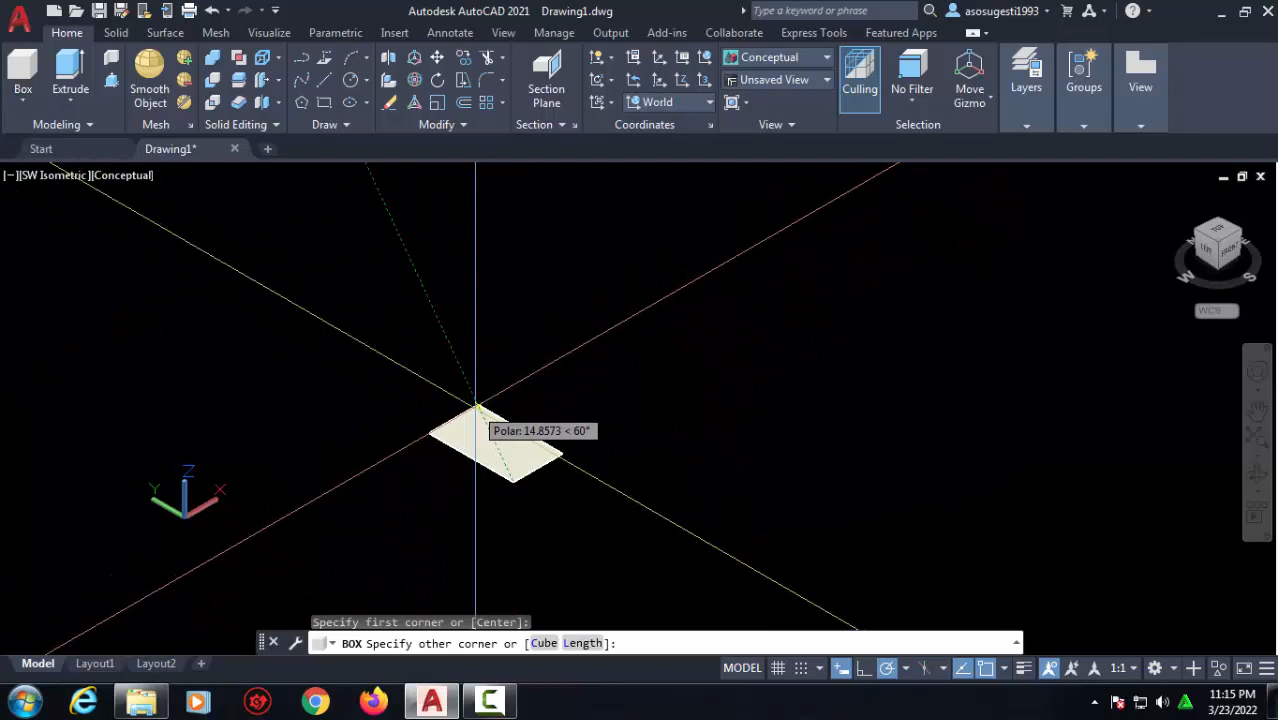 Autodesk AutoCAD 2021 Drawing1.dwg
Type a keyword or phrase
asosugesti1993
Home Solid Surface Mesh Visualize Parametric Insert Annotate View Manage Output Add-ins Collaborate Express Tools Featured Apps
Box
Extrude
Smooth
Object
Section
Plane
Conceptual
Unsaved View
World
Culling
No Filter
Move
Gizmo
Layers
Groups
View
Modeling Mesh Solid Editing Draw Modify Section Coordinates View Selection
Start Drawing1*
[−][SW Isometric][Conceptual]
TOP
LEFT FRONT
W S
WCS
Polar: 14.8573 < 60°
Z
Y X
Specify first corner or [Center]:
BOX Specify other corner or [Cube Length]:
Model Layout1 Layout2 +
MODEL 1:1
11:15 PM
3/23/2022